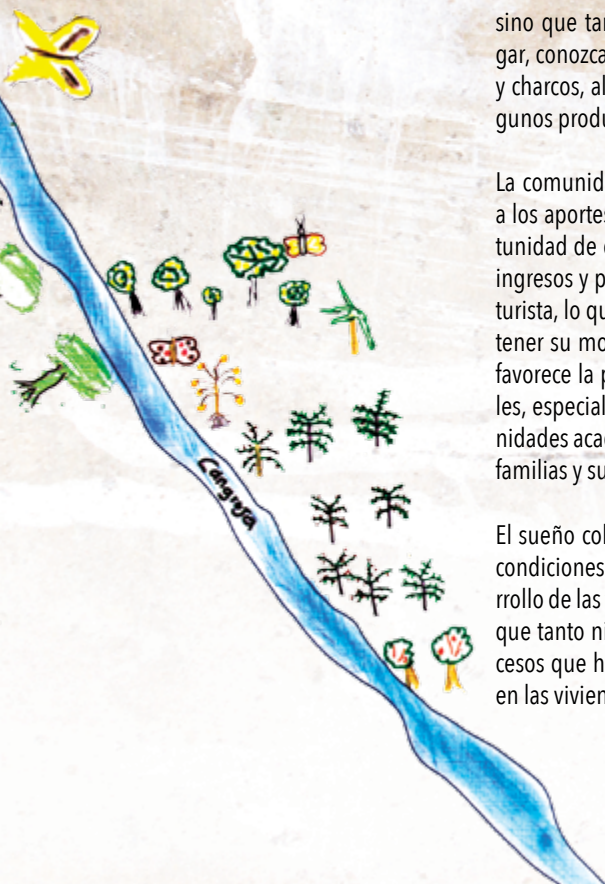 sino que
gar, conozca
y charcos, al
gunos produ
La comunid
a los aportes
tunidad de
ingresos y p
turista, lo qu
tener su mo
favorece la p
les, especial
nidades aca
familias y su
El sueño col
condiciones
rrollo de las
que tanto ni
cesos que h
en las vivien
Cangreja